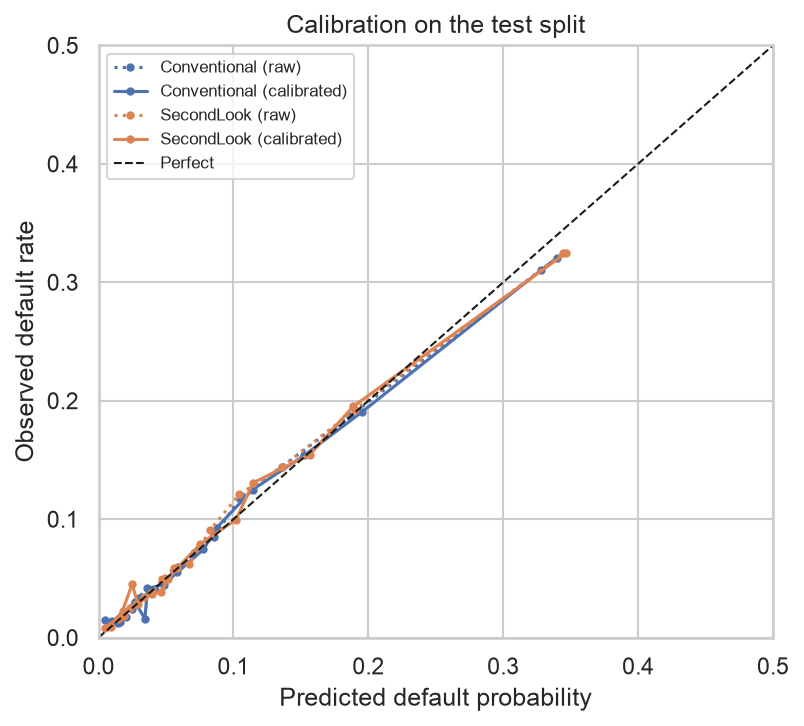 Calibration on the test split
Conventional (raw)
Conventional (calibrated)
SecondLook (raw)
SecondLook (calibrated)
Perfect
Observed default rate
0.5
0.4
0.3
0.2
0.1
0.0
0.0 0.1 0.2 0.3 0.4 0.5
Predicted default probability